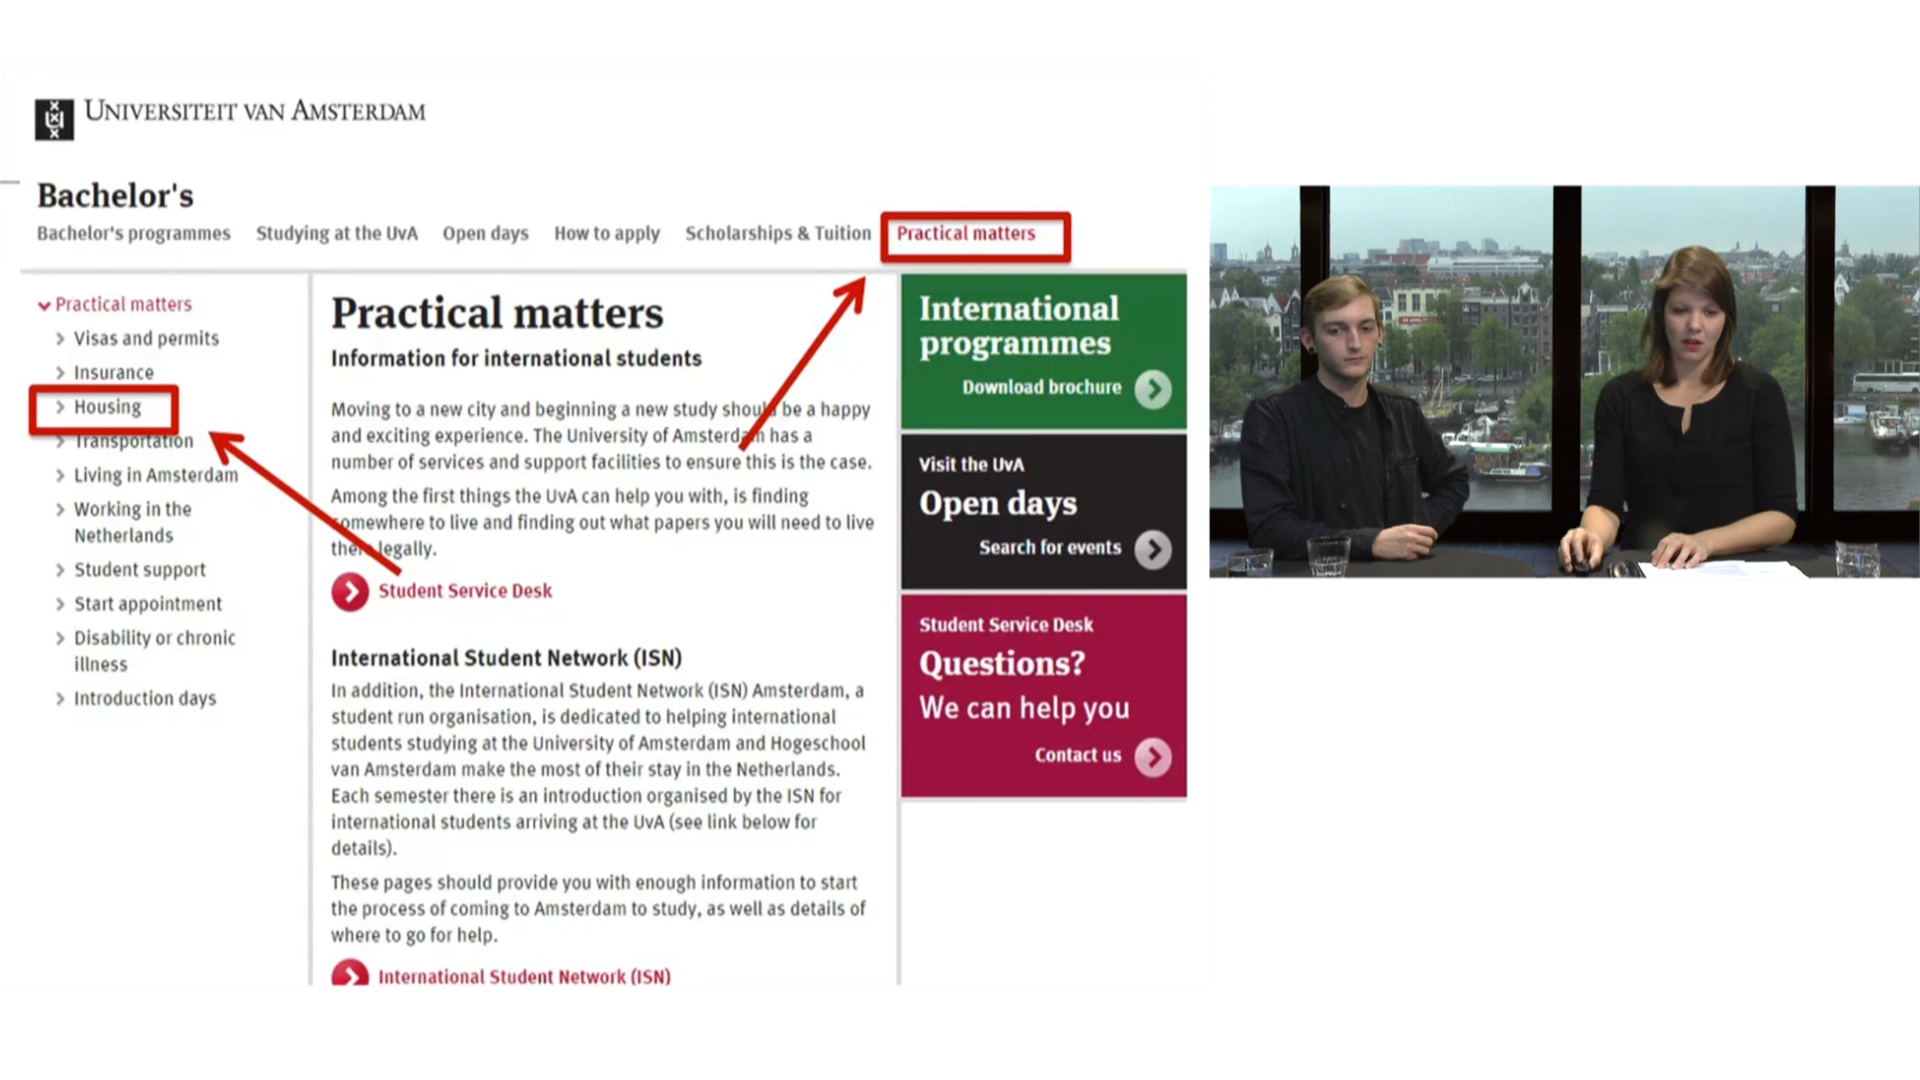 UNIVERSITEIT VAN AMSTERDAM
Bachelor's
Bachelor's programmes Studying at the UvA Open days How to apply Scholarships & Tuition Practical matters
Practical matters
Visas and permits
Insurance
Housing
Transportation
Living in Amsterdam
Working in the
Netherlands
Student support
Start appointment
Disability or chronic
illness
Introduction days
Practical matters
Information for international students
Moving to a new city and beginning a new study should be a happy
and exciting experience. The University of Amsterdam has a
number of services and support facilities to ensure this is the case.
Among the first things the UvA can help you with, is finding
somewhere to live and finding out what papers you will need to live
there legally.
Student Service Desk
International Student Network (ISN)
In addition, the International Student Network (ISN) Amsterdam, a
student run organisation, is dedicated to helping international
students studying at the University of Amsterdam and Hogeschool
van Amsterdam make the most of their stay in the Netherlands.
Each semester there is an introduction organised by the ISN for
international students arriving at the UvA (see link below for
details).
These pages should provide you with enough information to start
the process of coming to Amsterdam to study, as well as details of
where to go for help.
International Student Network (ISN)
International
programmes
Download brochure
Visit the UvA
Open days
Search for events
Student Service Desk
Questions?
We can help you
Contact us